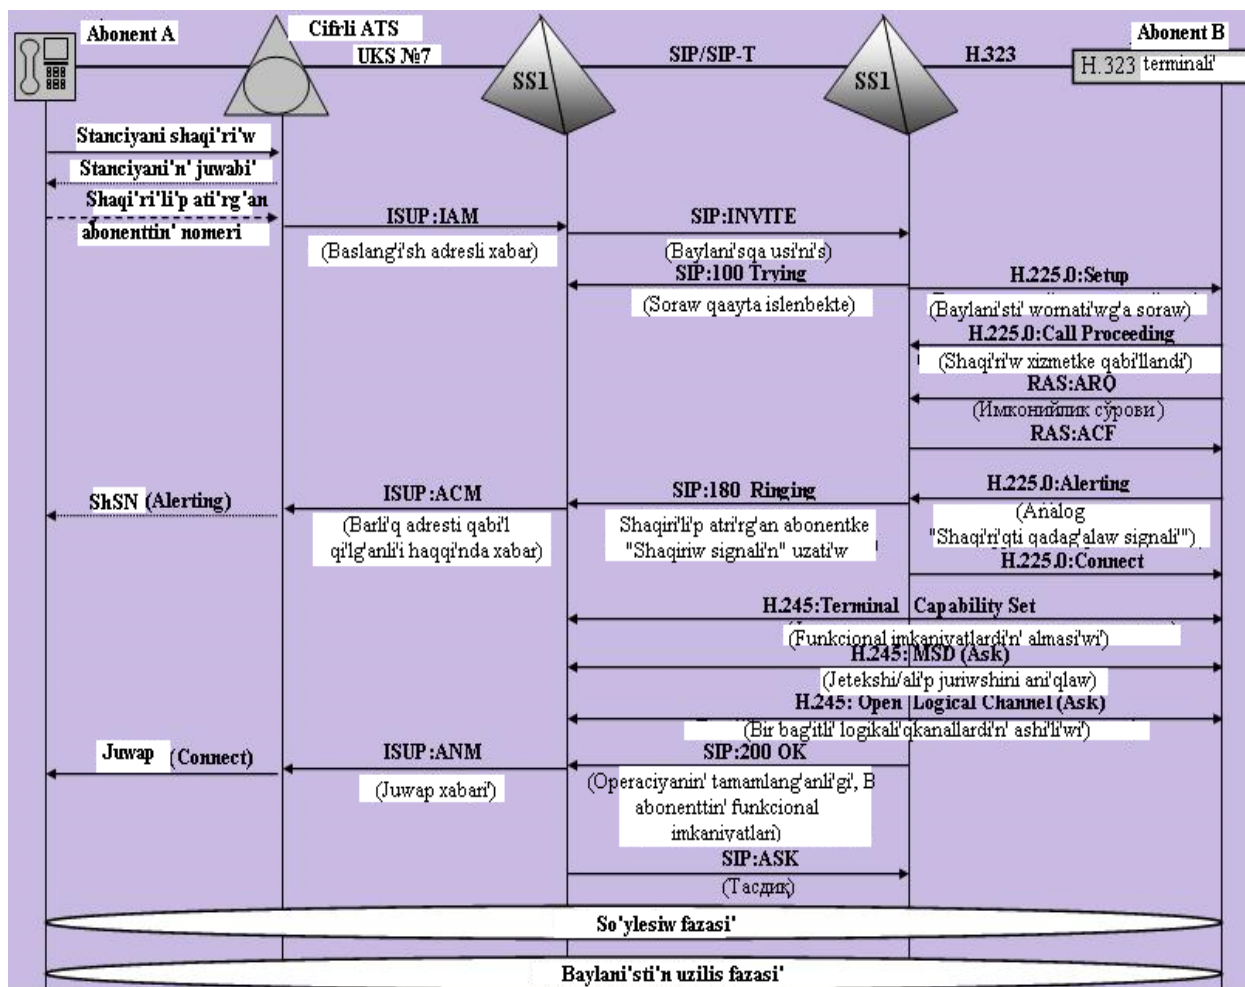 Abonent A
Cifrli ATS
UKS №7
SS1
SIP/SIP-T
SS1
H.323
Abonent B
H.323 terminali'
Stanciyani shaqi'ri'w
Stanciyani'n' juwabi'
Shaqi'ri'li'p ati'rg'an
abonenttin' nomeri
ISUP:IAM
(Baslang'i'sh adresli xabar)
SIP:INVITE
(Baylani'sqa usi'ni's)
SIP:100 Trying
(Soraw qaayta islenbekte)
H.225.0:Setup
(Baylani'sti' wornati'wg'a soraw)
H.225.0:Call Proceeding
(Shaqi'ri'w xizmetke qabi'llandi')
RAS:ARQ
(Имконийлик сўрови)
RAS:ACF
ShSN (Alerting)
ISUP:ACM
(Barli'q adresti qabi'l
qi'lg'anli'i haqqi'nda xabar)
SIP:180 Ringing
Shaqiri'li'p atri'rg'an abonentke
"Shaqiriw signali'n" uzati'w
H.225.0:Alerting
(Analog
"Shaqi'ri'qti qadag'alaw signali'")
H.225.0:Connect
H.245:Terminal Capability Set
(Funkcional imkaniyatlardi'n' almasi'wi')
H.245: MSD (Ask)
(Jetekshi/ali'p juriwshini ani'qlaw)
H.245: Open Logical Channel (Ask)
(Bir bag'itli' logikali'qkanallardi'n' ashi'li'wi')
Juwap (Connect)
ISUP:ANM
(Juwap xabari')
SIP:200 OK
(Operaciyanin' tamamlang'anli'gi', B
abonenttin' funkcional
imkaniyatlari)
SIP:ASK
(Тасдиқ)
So'ylesiw fazasi'
Baylani'sti'n uzilis fazasi'